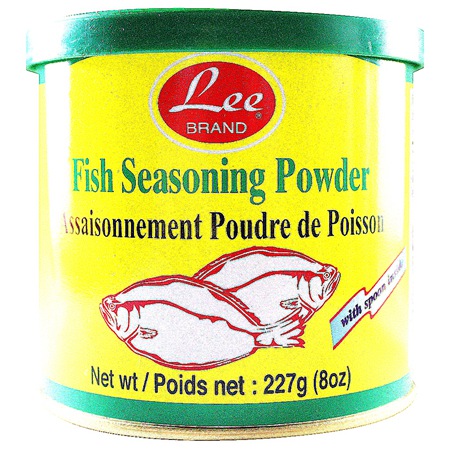 Lee
BRAND ®
Fish Seasoning Powder
Assaisonnement Poudre de Poisson
with spoon
Net wt / Poids net : 227g (8oz)